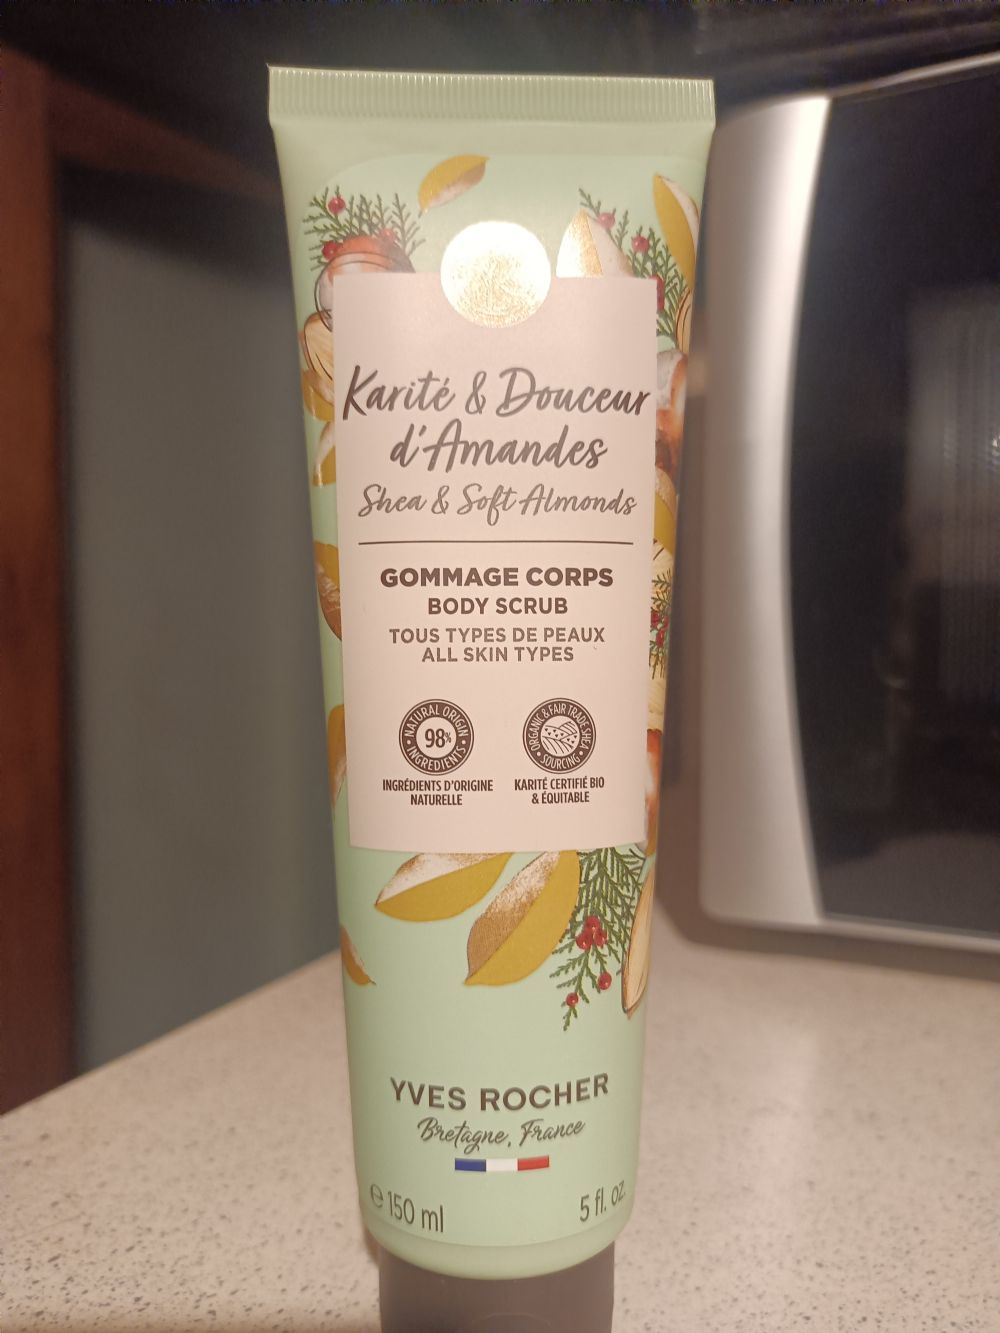 Karité & Douceur
d'Amandes
Shea & Soft Almonds
GOMMAGE CORPS
BODY SCRUB
TOUS TYPES DE PEAUX
ALL SKIN TYPES
NATURAL ORIGIN
98%
INGREDIENTS
INGRÉDIENTS D'ORIGINE
NATURELLE
ORGANIC & FAIR TRADE SHEA
SOURCING
KARITÉ CERTIFIÉ BIO
& ÉQUITABLE
YVES ROCHER
Bretagne, France
℮ 150 ml
5 fl. oz.